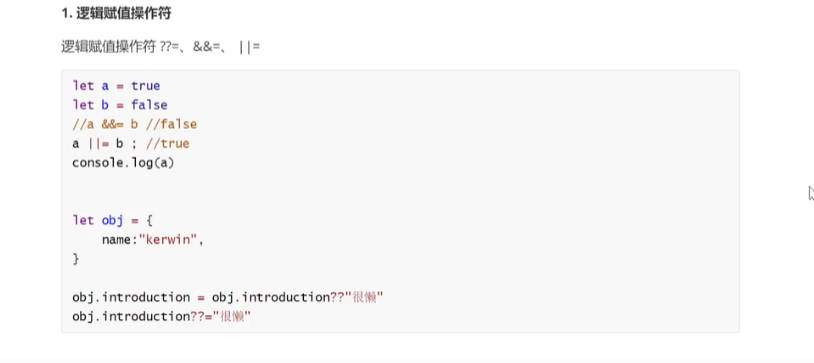 1. 逻辑赋值操作符
逻辑赋值操作符 ??=、&&=、 ||=
let a = true
let b = false
//a &&= b //false
a ||= b ; //true
console.log(a)
let obj = {
    name:"kerwin",
}
obj.introduction = obj.introduction??"很懒"
obj.introduction??="很懒"